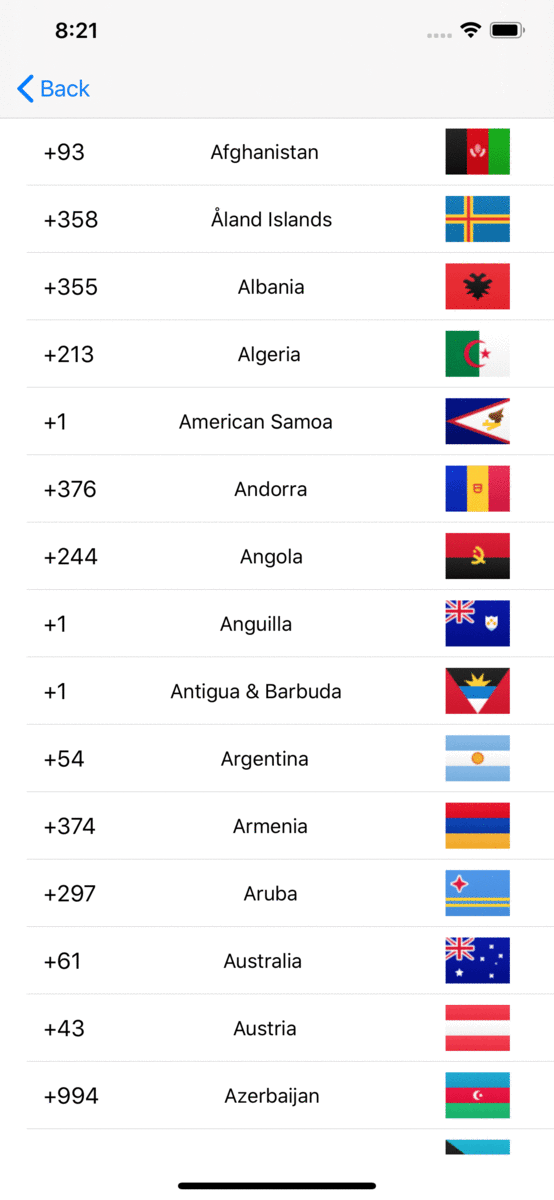 8:21
Back
+93 Afghanistan
+358 Åland Islands
+355 Albania
+213 Algeria
+1 American Samoa
+376 Andorra
+244 Angola
+1 Anguilla
+1 Antigua & Barbuda
+54 Argentina
+374 Armenia
+297 Aruba
+61 Australia
+43 Austria
+994 Azerbaijan